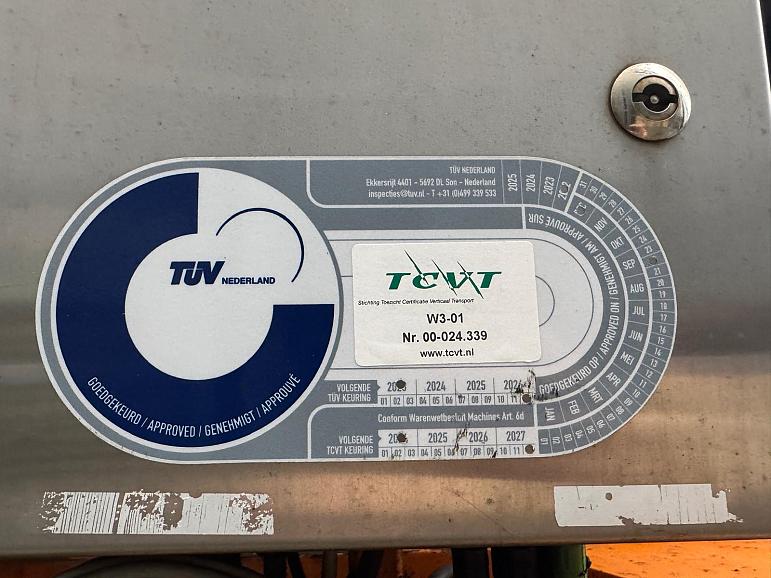 TÜV NEDERLAND
Ekkersrijt 4401 - 5692 DL Son - Nederland
inspecties@tuv.nl - T +31 (0)499 339 533
2025 2024 2023
TÜV NEDERLAND
GOEDGEKEURD / APPROVED / GENEHMIGT / APPROUVÉ
TCVT
Stichting Toezicht Certificatie Verticaal Transport
W3-01
Nr. 00-024.339
www.tcvt.nl
GOEDGEKEURD OP / APPROVED ON / GENEHMIGT AM / APPROUVÉ SUR
NOV
OKT
SEP
AUG
JUL
JUN
MEI
APR
MRT
FEB
VOLGENDE 2024 2025 2026
TÜV KEURING 01 02 03 04 05 06 07 08 09 10 11
Conform Warenwetbesluit Machines Art. 6d
VOLGENDE 2025 2026 2027
TCVT KEURING 01 02 03 04 05 06 07 08 09 10 11